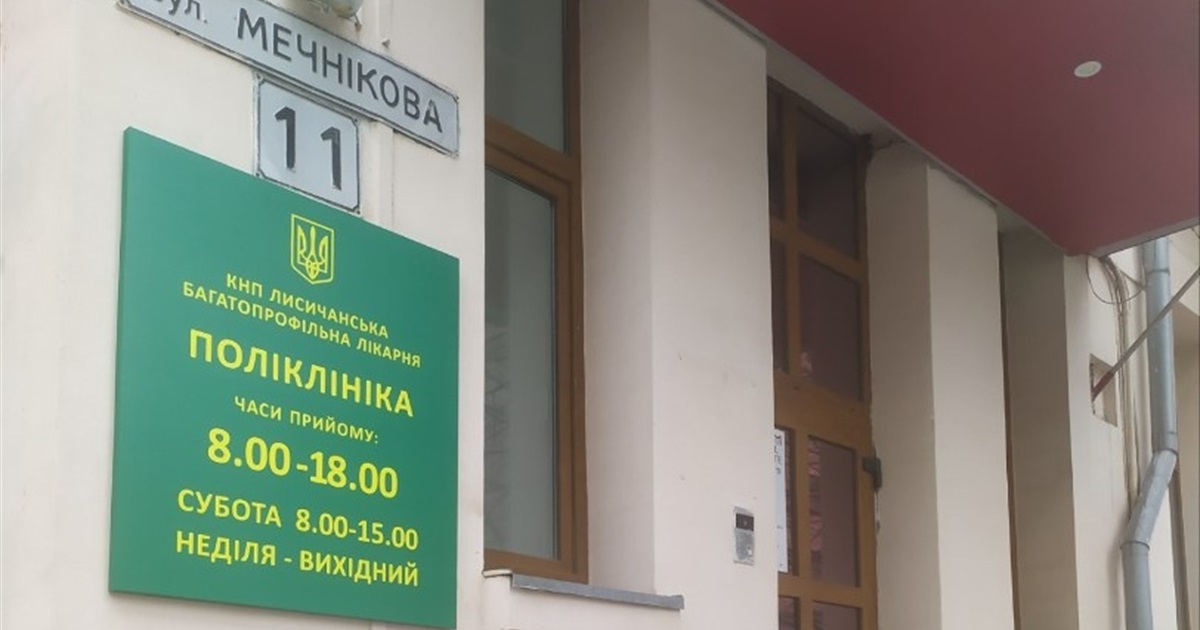 вул. МЕЧНІКОВА
11
КНП ЛИСИЧАНСЬКА
БАГАТОПРОФІЛЬНА ЛІКАРНЯ
ПОЛІКЛІНІКА
ЧАСИ ПРИЙОМУ:
8.00-18.00
СУБОТА 8.00-15.00
НЕДІЛЯ - ВИХІДНИЙ